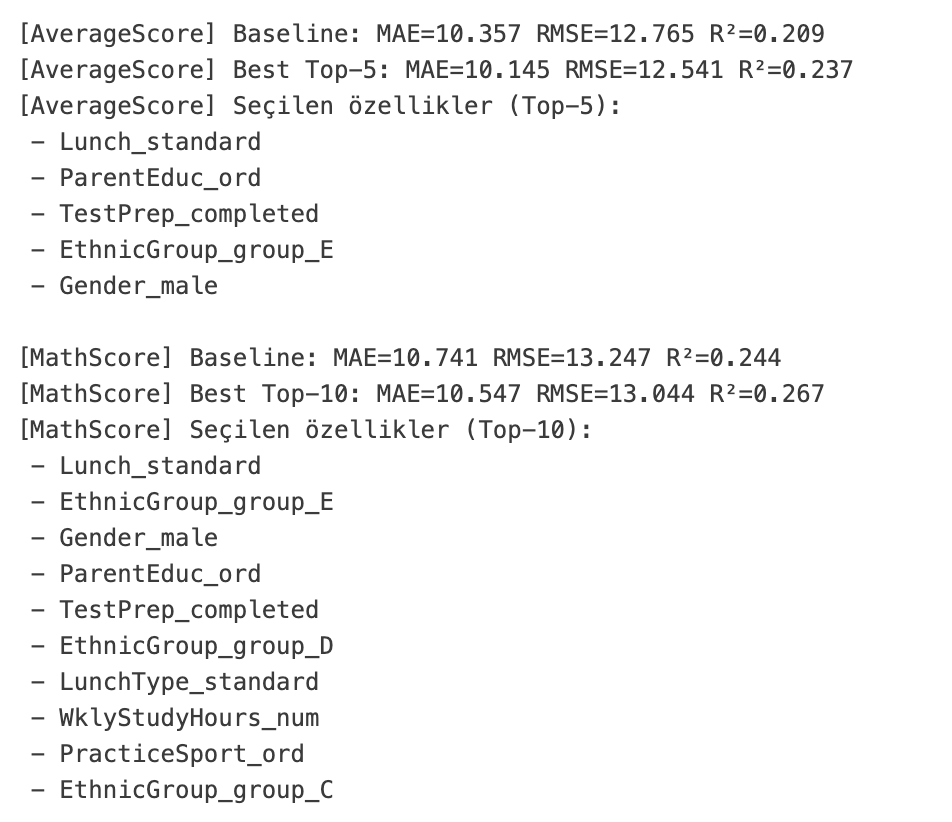 [AverageScore] Baseline: MAE=10.357 RMSE=12.765 R²=0.209
[AverageScore] Best Top-5: MAE=10.145 RMSE=12.541 R²=0.237
[AverageScore] Seçilen özellikler (Top-5):
- Lunch_standard
- ParentEduc_ord
- TestPrep_completed
- EthnicGroup_group_E
- Gender_male

[MathScore] Baseline: MAE=10.741 RMSE=13.247 R²=0.244
[MathScore] Best Top-10: MAE=10.547 RMSE=13.044 R²=0.267
[MathScore] Seçilen özellikler (Top-10):
- Lunch_standard
- EthnicGroup_group_E
- Gender_male
- ParentEduc_ord
- TestPrep_completed
- EthnicGroup_group_D
- LunchType_standard
- WklyStudyHours_num
- PracticeSport_ord
- EthnicGroup_group_C